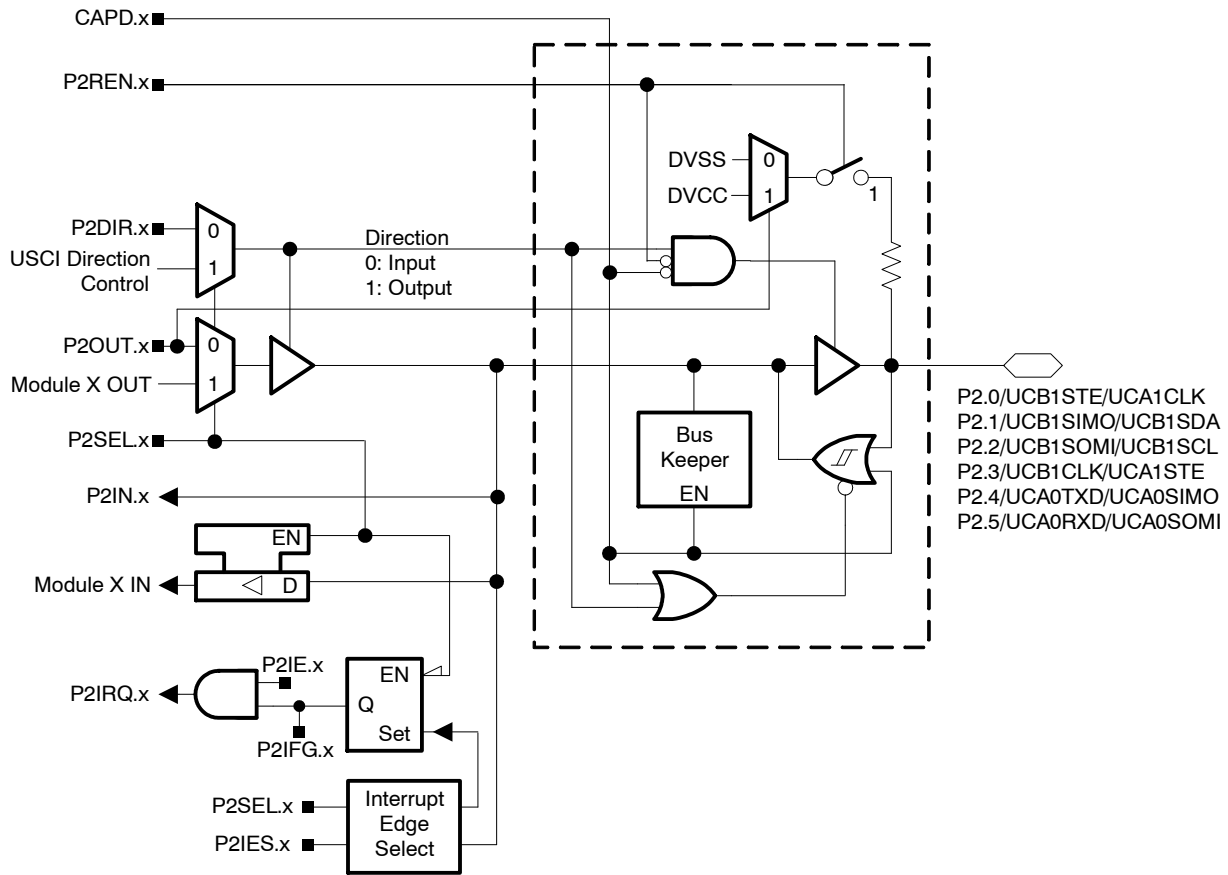 CAPD.x
P2REN.x
DVSS
0
DVCC
1
1
P2DIR.x
0
USCI Direction
Control
1
Direction
0: Input
1: Output
P2OUT.x
0
Module X OUT
1
P2SEL.x
P2IN.x
EN
D
Module X IN
Bus
Keeper
EN
P2.0/UCB1STE/UCA1CLK
P2.1/UCB1SIMO/UCB1SDA
P2.2/UCB1SOMI/UCB1SCL
P2.3/UCB1CLK/UCA1STE
P2.4/UCA0TXD/UCA0SIMO
P2.5/UCA0RXD/UCA0SOMI
P2IE.x
P2IRQ.x
P2IFG.x
EN
Q
Set
P2SEL.x
P2IES.x
Interrupt
Edge
Select